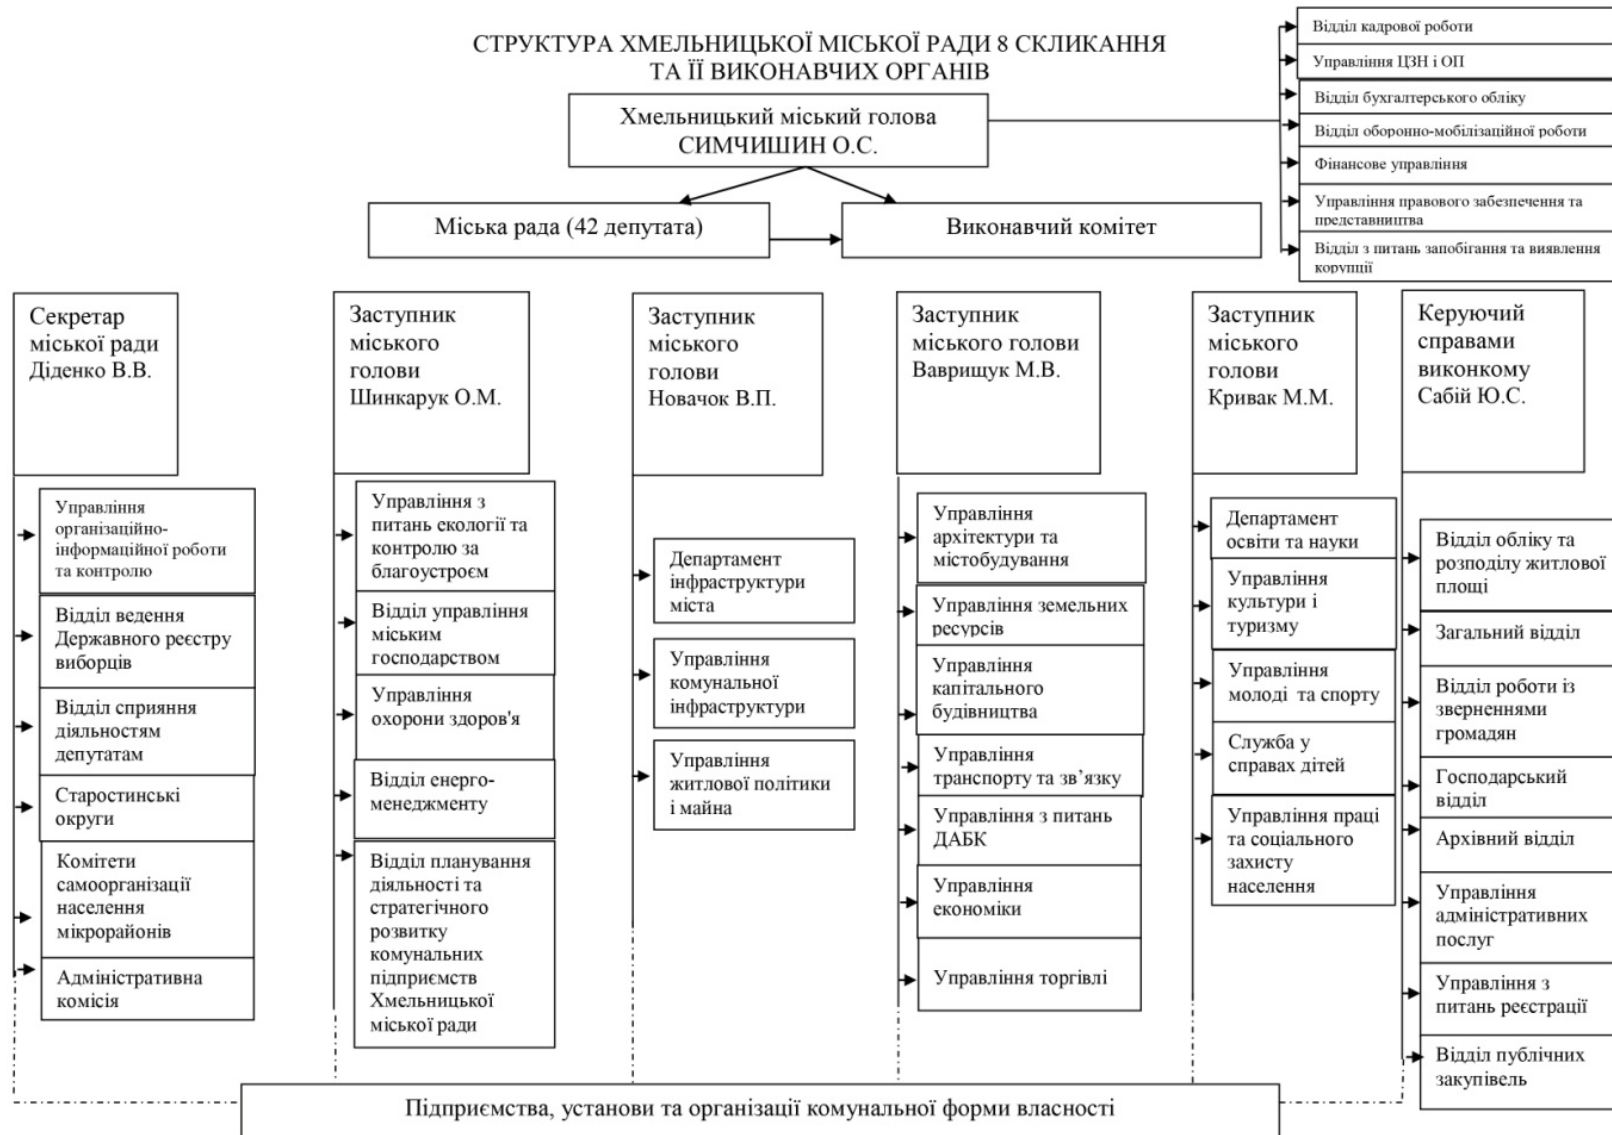 СТРУКТУРА ХМЕЛЬНИЦЬКОЇ МІСЬКОЇ РАДИ 8 СКЛИКАННЯ
ТА ЇЇ ВИКОНАВЧИХ ОРГАНІВ
Хмельницький міський голова
СИМЧИШИН О.С.
Відділ кадрової роботи
Управління ЦЗН і ОП
Відділ бухгалтерського обліку
Відділ оборонно-мобілізаційної роботи
Фінансове управління
Управління правового забезпечення та
представництва
Відділ з питань запобігання та виявлення
корупції
Міська рада (42 депутата)
Виконавчий комітет
Секретар
міської ради
Діденко В.В.
Управління
організаційно-
інформаційної роботи
та контролю
Відділ ведення
Державного реєстру
виборців
Відділ сприяння
діяльностям
депутатам
Старостинські
округи
Комітети
самоорганізації
населення
мікрорайонів
Адміністративна
комісія
Заступник
міського
голови
Шинкарук О.М.
Управління з
питань екології та
контролю за
благоустроєм
Відділ управління
міським
господарством
Управління
охорони здоров'я
Відділ енерго-
менеджменту
Відділ планування
діяльності та
стратегічного
розвитку
комунальних
підприємств
Хмельницької
міської ради
Заступник
міського
голови
Новачок В.П.
Департамент
інфраструктури
міста
Управління
комунальної
інфраструктури
Управління
житлової політики
і майна
Заступник
міського голови
Ваврищук М.В.
Управління
архітектури та
містобудування
Управління земельних
ресурсів
Управління
капітального
будівництва
Управління
транспорту та зв’язку
Управління з питань
ДАБК
Управління
економіки
Управління торгівлі
Заступник
міського
голови
Кривак М.М.
Департамент
освіти та науки
Управління
культури і
туризму
Управління
молоді та спорту
Служба у
справах дітей
Управління праці
та соціального
захисту
населення
Керуючий
справами
виконкому
Сабій Ю.С.
Відділ обліку та
розподілу житлової
площі
Загальний відділ
Відділ роботи із
зверненнями
громадян
Господарський
відділ
Архівний відділ
Управління
адміністративних
послуг
Управління з
питань реєстрації
Відділ публічних
закупівель
Підприємства, установи та організації комунальної форми власності